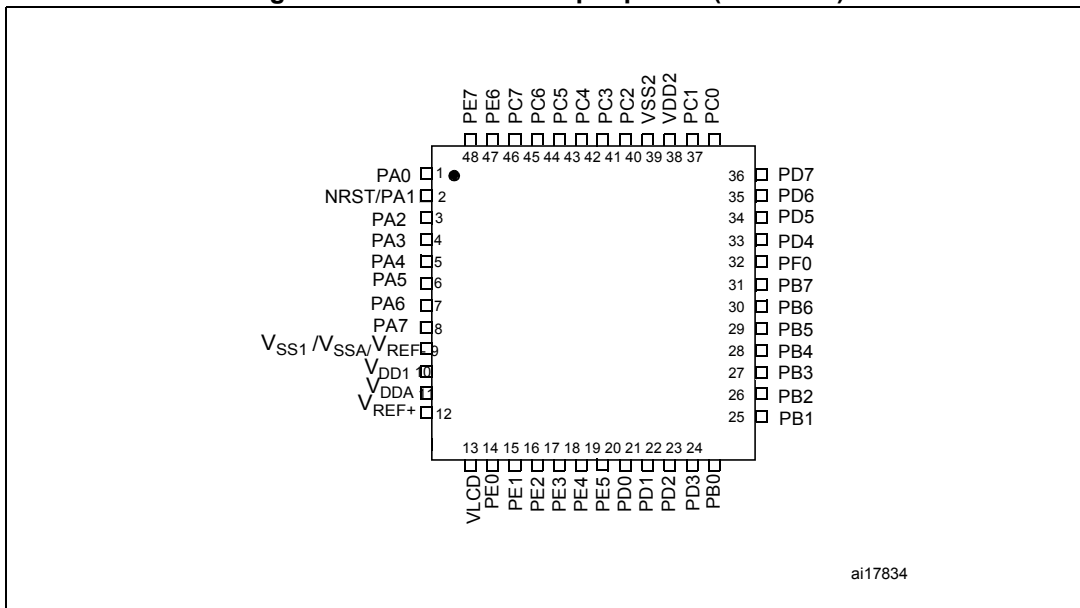 PE7 PE6 PC7 PC6 PC5 PC4 PC3 PC2 VSS2 VDD2 PC1 PC0
48 47 46 45 44 43 42 41 40 39 38 37
PA0 1
NRST/PA1 2
PA2 3
PA3 4
PA4 5
PA5 6
PA6 7
PA7 8
VSS1 /VSSA/ VREF- 9
VDD1 10
VDDA 11
VREF+ 12
36 PD7
35 PD6
34 PD5
33 PD4
32 PF0
31 PB7
30 PB6
29 PB5
28 PB4
27 PB3
26 PB2
25 PB1
13 14 15 16 17 18 19 20 21 22 23 24
VLCD PE0 PE1 PE2 PE3 PE4 PE5 PD0 PD1 PD2 PD3 PB0
ai17834